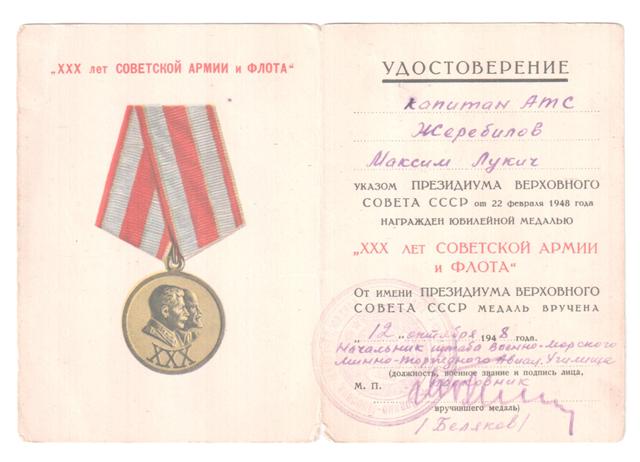 „XXX лет СОВЕТСКОЙ АРМИИ и ФЛОТА“
XXX
УДОСТОВЕРЕНИЕ
Капитан АТС
Жеребилов
Максим Лукич
УКАЗОМ ПРЕЗИДИУМА ВЕРХОВНОГО
СОВЕТА СССР от 22 февраля 1948 года
НАГРАЖДЕН ЮБИЛЕЙНОЙ МЕДАЛЬЮ
„XXX ЛЕТ СОВЕТСКОЙ АРМИИ
И ФЛОТА“
От имени ПРЕЗИДИУМА ВЕРХОВНОГО
СОВЕТА СССР МЕДАЛЬ ВРУЧЕНА
„12„ октября 1948 года.
Начальник штаба Военно-Морского
Минно-Торпедного Авиац. Училища
(должность, военное звание и подпись лица,
М. П. Полковник
вручившего медаль)
/Беляков/